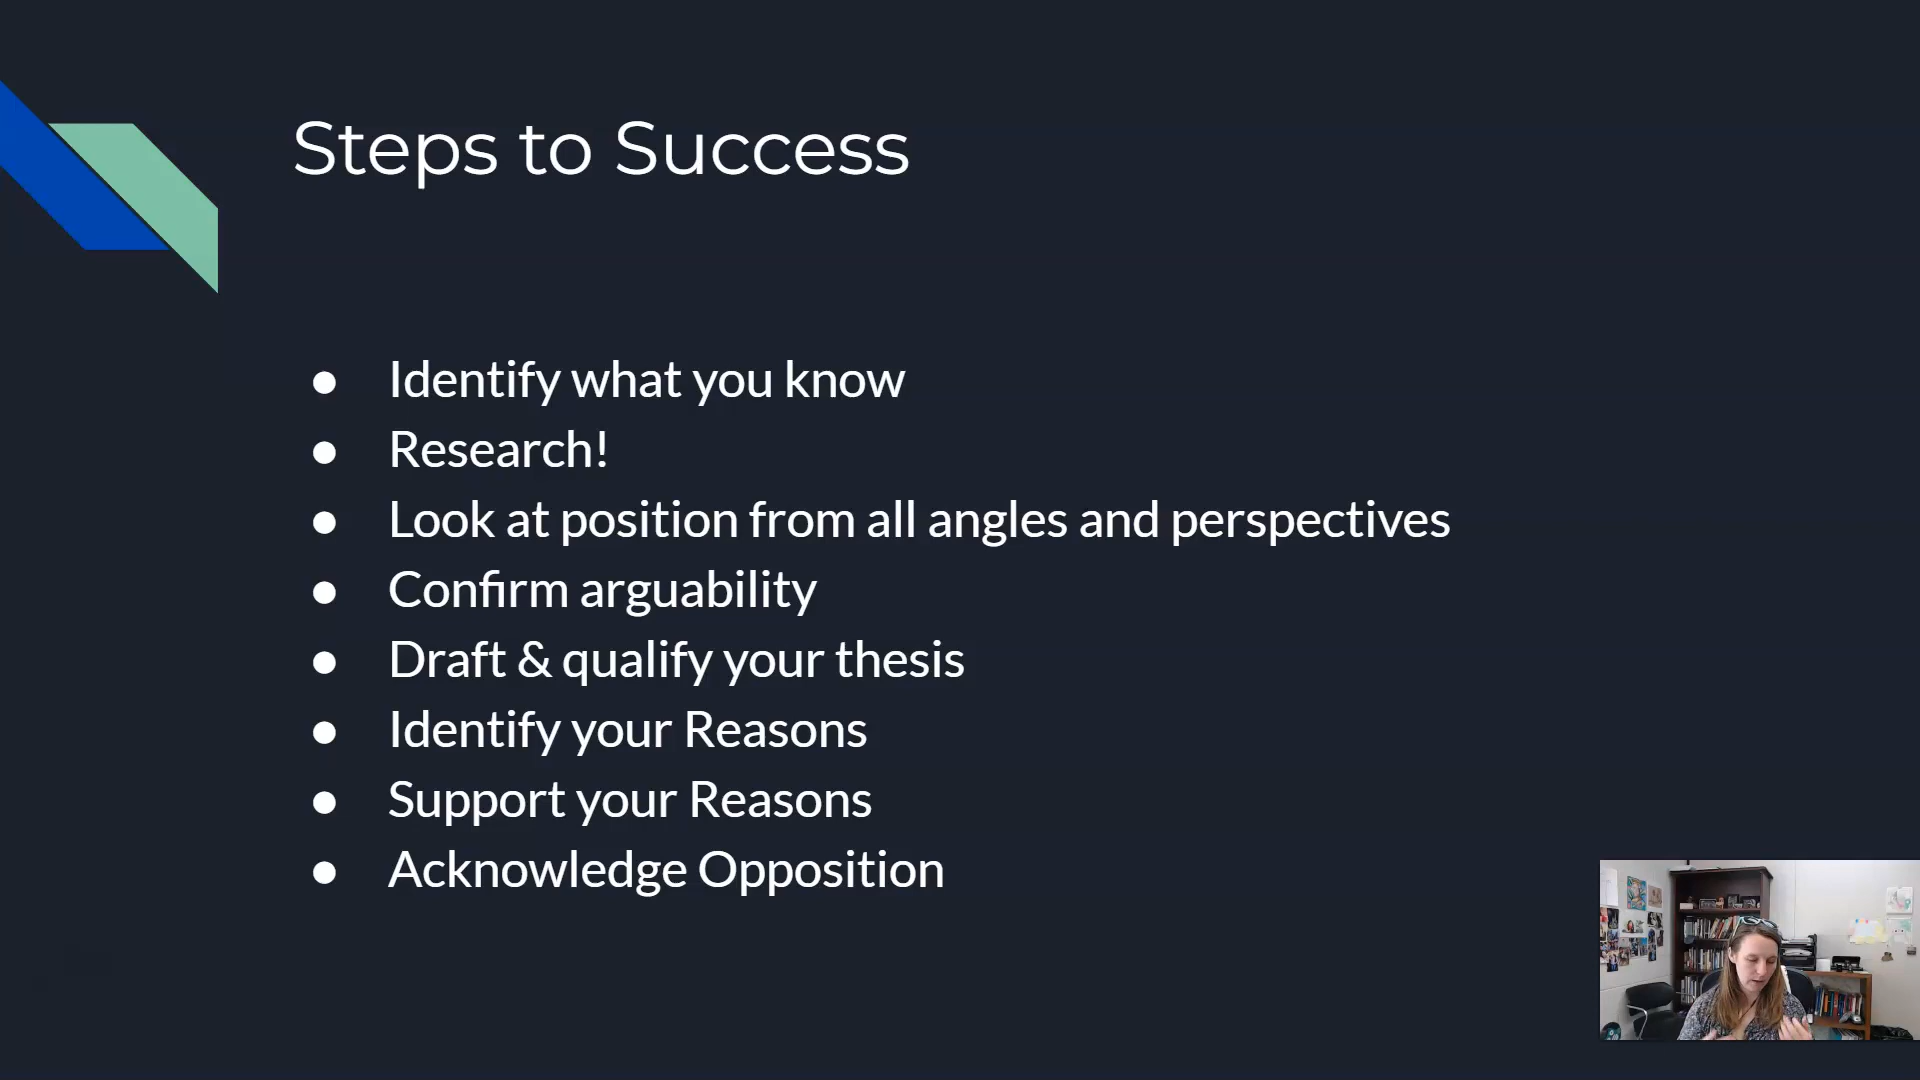 Steps to Success
● Identify what you know
● Research!
● Look at position from all angles and perspectives
● Confirm arguability
● Draft & qualify your thesis
● Identify your Reasons
● Support your Reasons
● Acknowledge Opposition